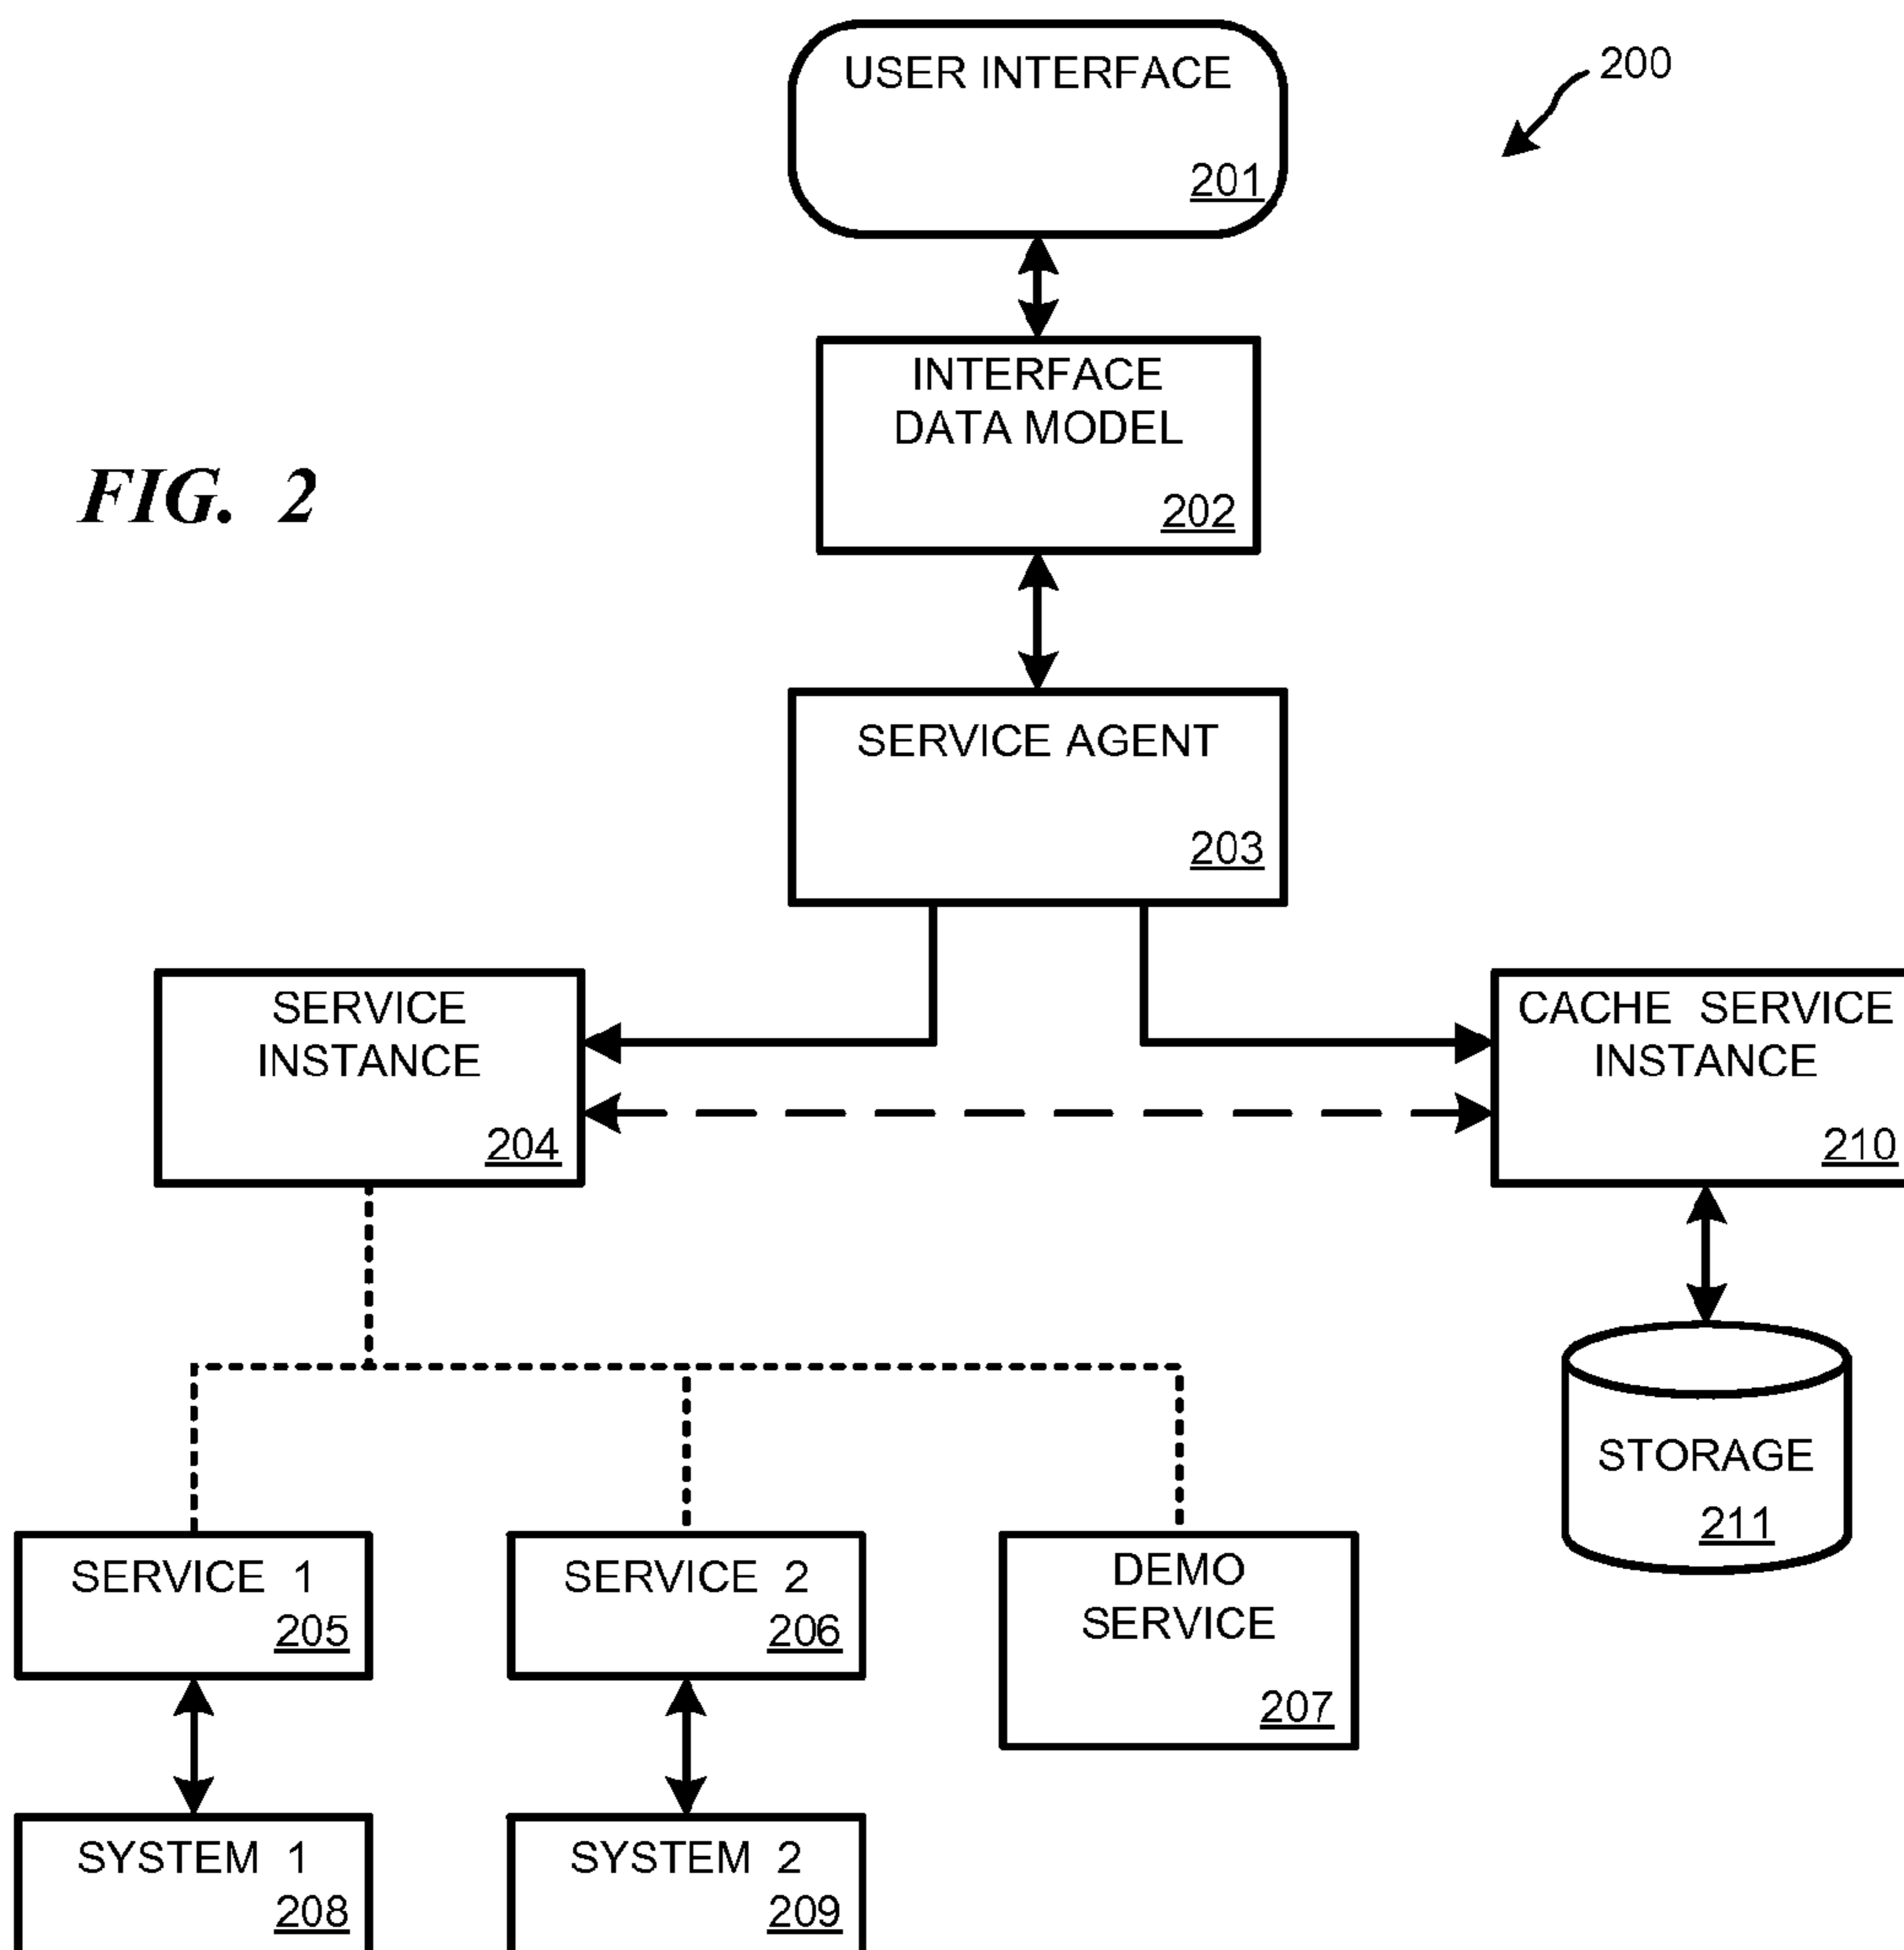 USER INTERFACE
201
200
INTERFACE
DATA MODEL
202
FIG. 2
SERVICE AGENT
203
SERVICE
INSTANCE
204
CACHE SERVICE
INSTANCE
210
STORAGE
211
SERVICE 1
205
SERVICE 2
206
DEMO
SERVICE
207
SYSTEM 1
208
SYSTEM 2
209